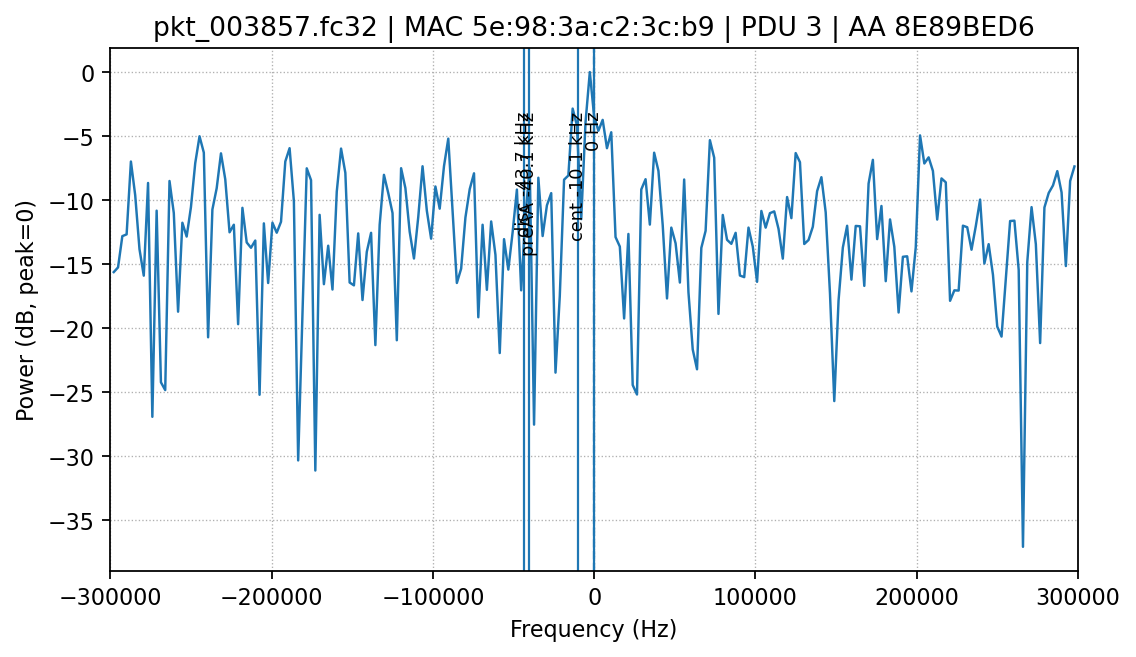 pkt_003857.fc32 | MAC 5e:98:3a:c2:3c:b9 | PDU 3 | AA 8E89BED6
Power (dB, peak=0)
0
−5
−10
−15
−20
−25
−30
−35
kHz
kHz
cent -10.1 kHz
0 Hz
−300000
−200000
−100000
0
100000
200000
300000
Frequency (Hz)